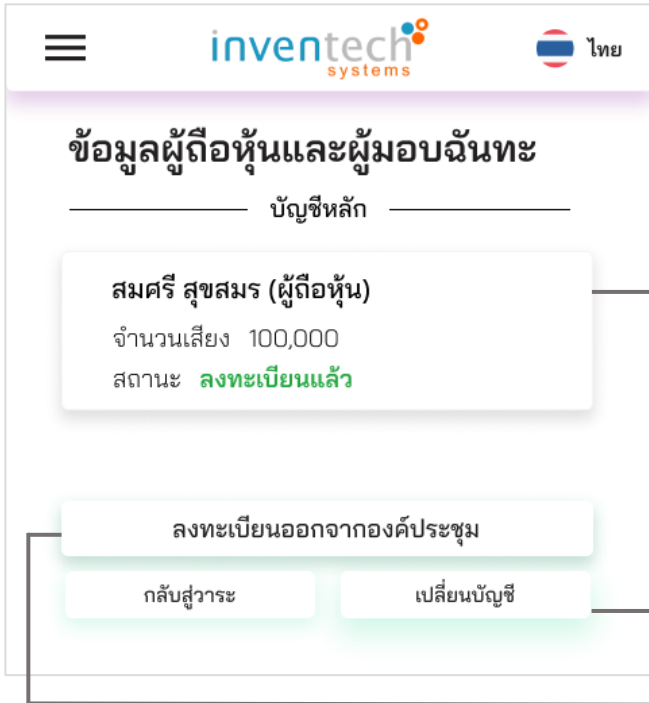 inventech
systems
ไทย
ข้อมูลผู้ถือหุ้นและผู้มอบฉันทะ
บัญชีหลัก
สมศรี สุขสมร (ผู้ถือหุ้น)
จำนวนเสียง 100,000
สถานะ ลงทะเบียนแล้ว
ลงทะเบียนออกจากองค์ประชุม
กลับสู่วาระ เปลี่ยนบัญชี